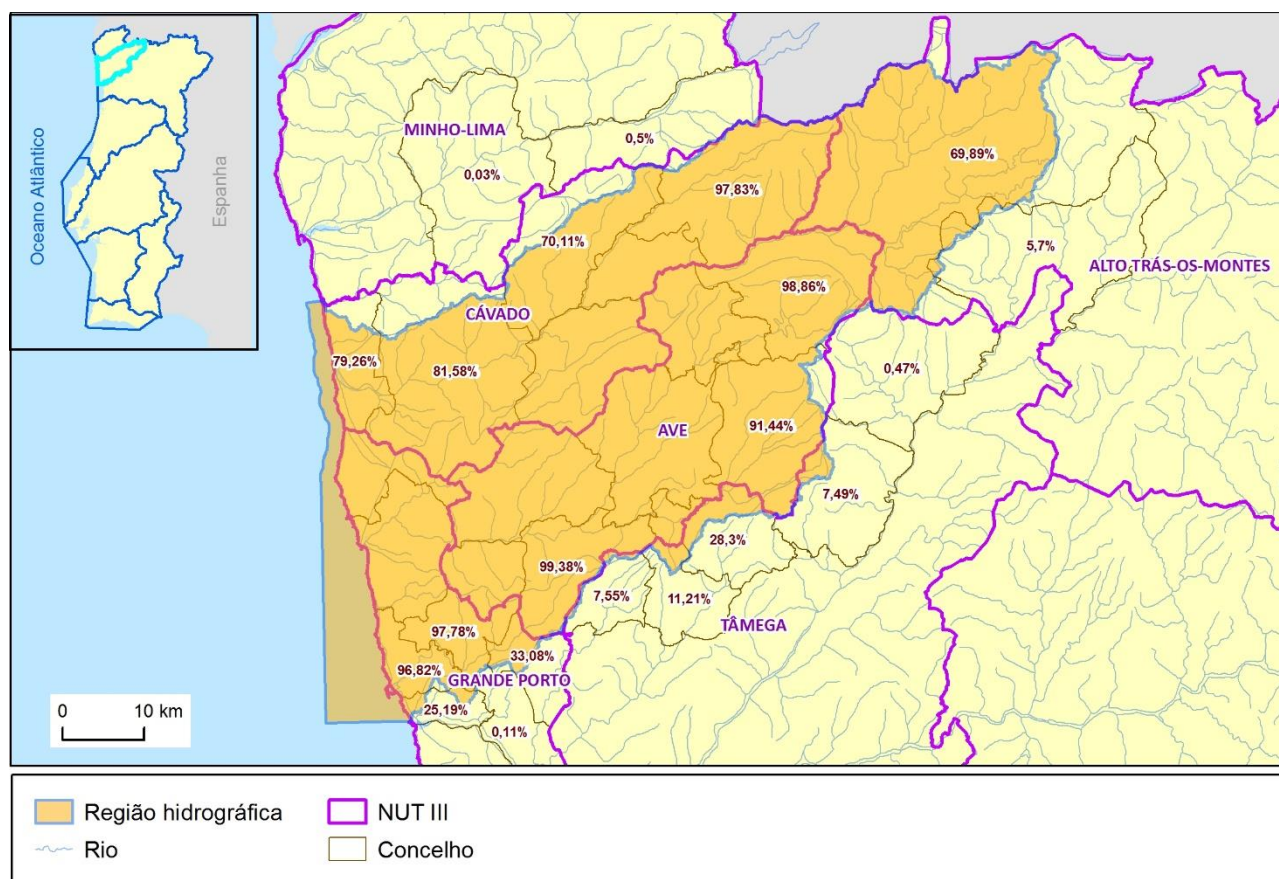 Oceano Atlântico
Espanha
MINHO-LIMA
0,5%
0,03%
97,83%
69,89%
70,11%
5,7%
ALTO TRÁS-OS-MONTES
98,86%
CÁVADO
79,26%
81,58%
0,47%
91,44%
AVE
7,49%
28,3%
99,38%
7,55%
11,21%
TÂMEGA
97,78%
33,08%
96,82%
GRANDE PORTO
25,19%
0,11%
0 10 km
Região hidrográfica
NUT III
Rio
Concelho